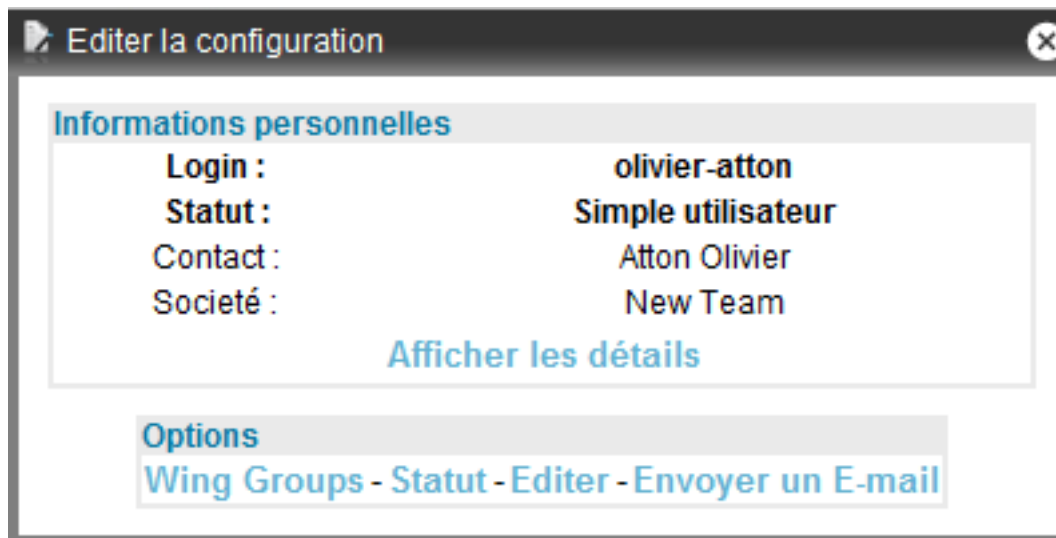 Editer la configuration
Informations personnelles
Login : olivier-atton
Statut : Simple utilisateur
Contact : Atton Olivier
Societé : New Team
Afficher les détails
Options
Wing Groups - Statut - Editer - Envoyer un E-mail